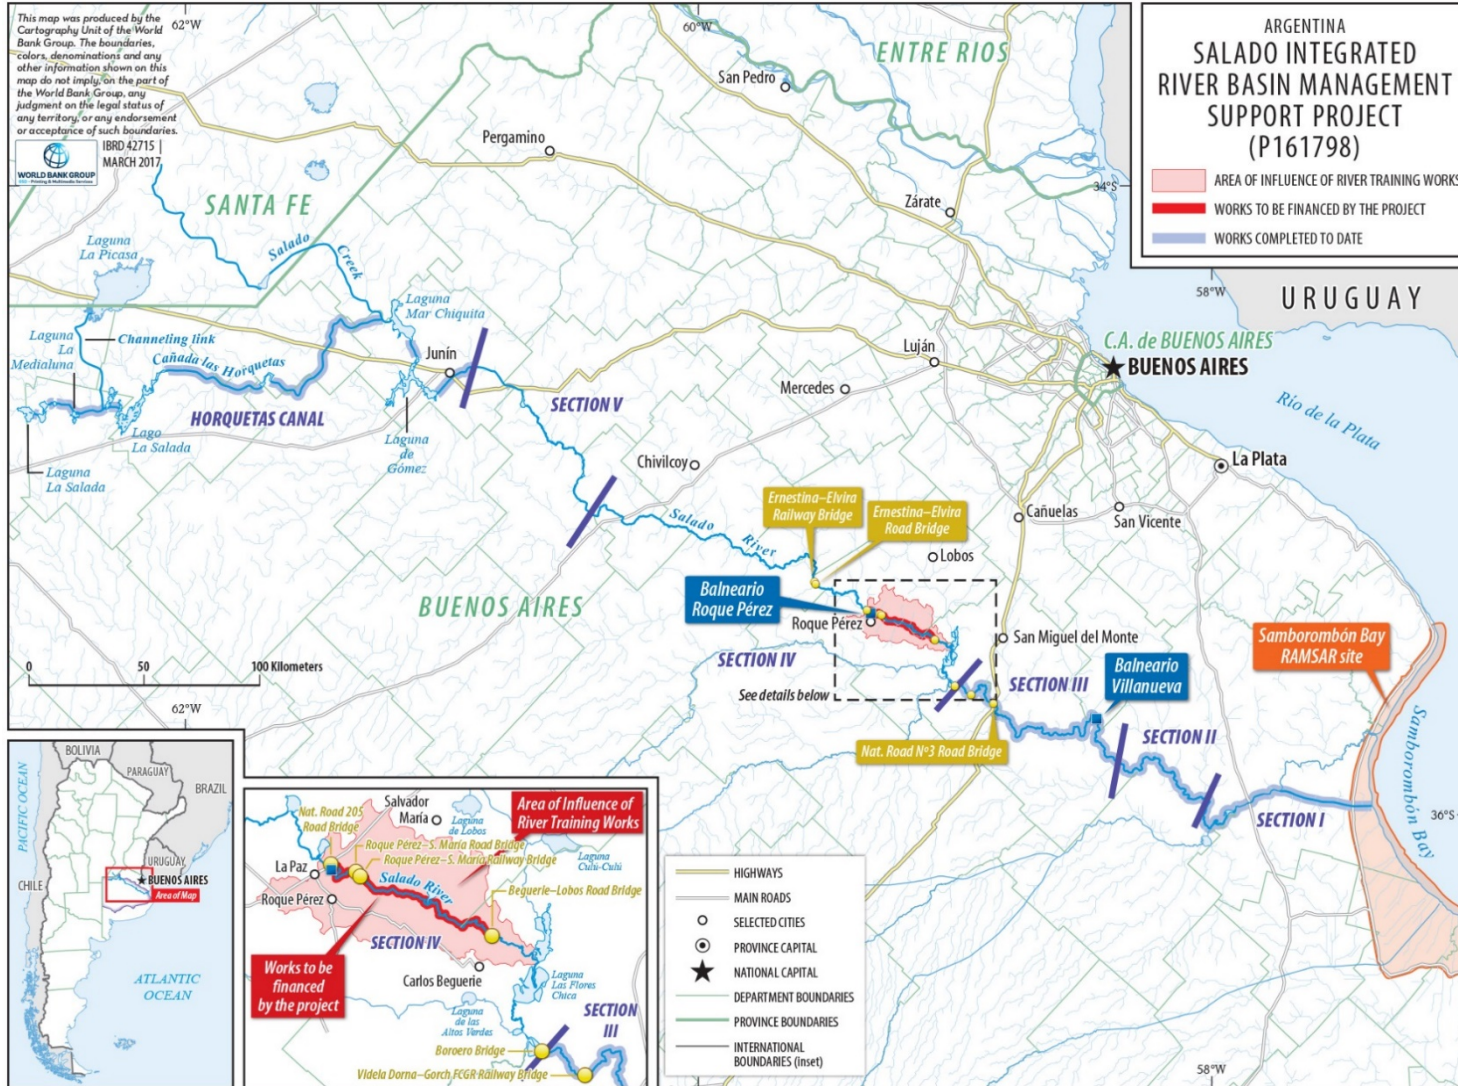 This map was produced by the
Cartography Unit of the World
Bank Group. The boundaries,
colors, denominations and any
other information shown on this
map do not imply, on the part of
the World Bank Group, any
judgment on the legal status of
any territory, or any endorsement
or acceptance of such boundaries.
IBRD 42715 |
MARCH 2017
WORLD BANK GROUP
62°W
60°W
ARGENTINA
SALADO INTEGRATED
RIVER BASIN MANAGEMENT
SUPPORT PROJECT
(P161798)
AREA OF INFLUENCE OF RIVER TRAINING WORKS
WORKS TO BE FINANCED BY THE PROJECT
WORKS COMPLETED TO DATE
34°S
58°W
URUGUAY
ENTRE RIOS
San Pedro
Pergamino
Zárate
SANTA FE
Laguna
La Picasa
Salado
Creek
Laguna
Mar Chiquita
Laguna
La
Medialuna
Channeling link
Cañada las Horquetas
HORQUETAS CANAL
Junín
SECTION V
Lago
La Salada
Laguna
La Salada
Laguna
de
Gómez
Luján
Mercedes
C.A. de BUENOS AIRES
BUENOS AIRES
Río de la Plata
La Plata
Chivilcoy
Ernestina–Elvira
Railway Bridge
Ernestina–Elvira
Road Bridge
Cañuelas
San Vicente
Salado
River
Lobos
BUENOS AIRES
Balneario
Roque Pérez
Roque Pérez
San Miguel del Monte
Samborombón Bay
RAMSAR site
SECTION IV
See details below
SECTION III
Balneario
Villanueva
Nat. Road Nº3 Road Bridge
SECTION II
SECTION I
Samborombón Bay
36°S
0
50
100 Kilometers
62°W
BOLIVIA
PARAGUAY
BRAZIL
PACIFIC OCEAN
CHILE
URUGUAY
BUENOS AIRES
Area of Map
ATLANTIC
OCEAN
Nat. Road 205
Road Bridge
Salvador
María
Laguna
de Lobos
Area of Influence of
River Training Works
Roque Pérez–S. María Road Bridge
Roque Pérez–S. María Railway Bridge
Laguna
Culú-Culú
La Paz
Salado River
Beguerie–Lobos Road Bridge
Roque Pérez
SECTION IV
Works to be
financed
by the project
Carlos Beguerie
Laguna
Las Flores
Chica
Laguna
de las
Altos Verdes
SECTION
III
Boroero Bridge
Videla Dorna–Gorch FCGR Railway Bridge
HIGHWAYS
MAIN ROADS
SELECTED CITIES
PROVINCE CAPITAL
NATIONAL CAPITAL
DEPARTMENT BOUNDARIES
PROVINCE BOUNDARIES
INTERNATIONAL
BOUNDARIES (inset)
58°W